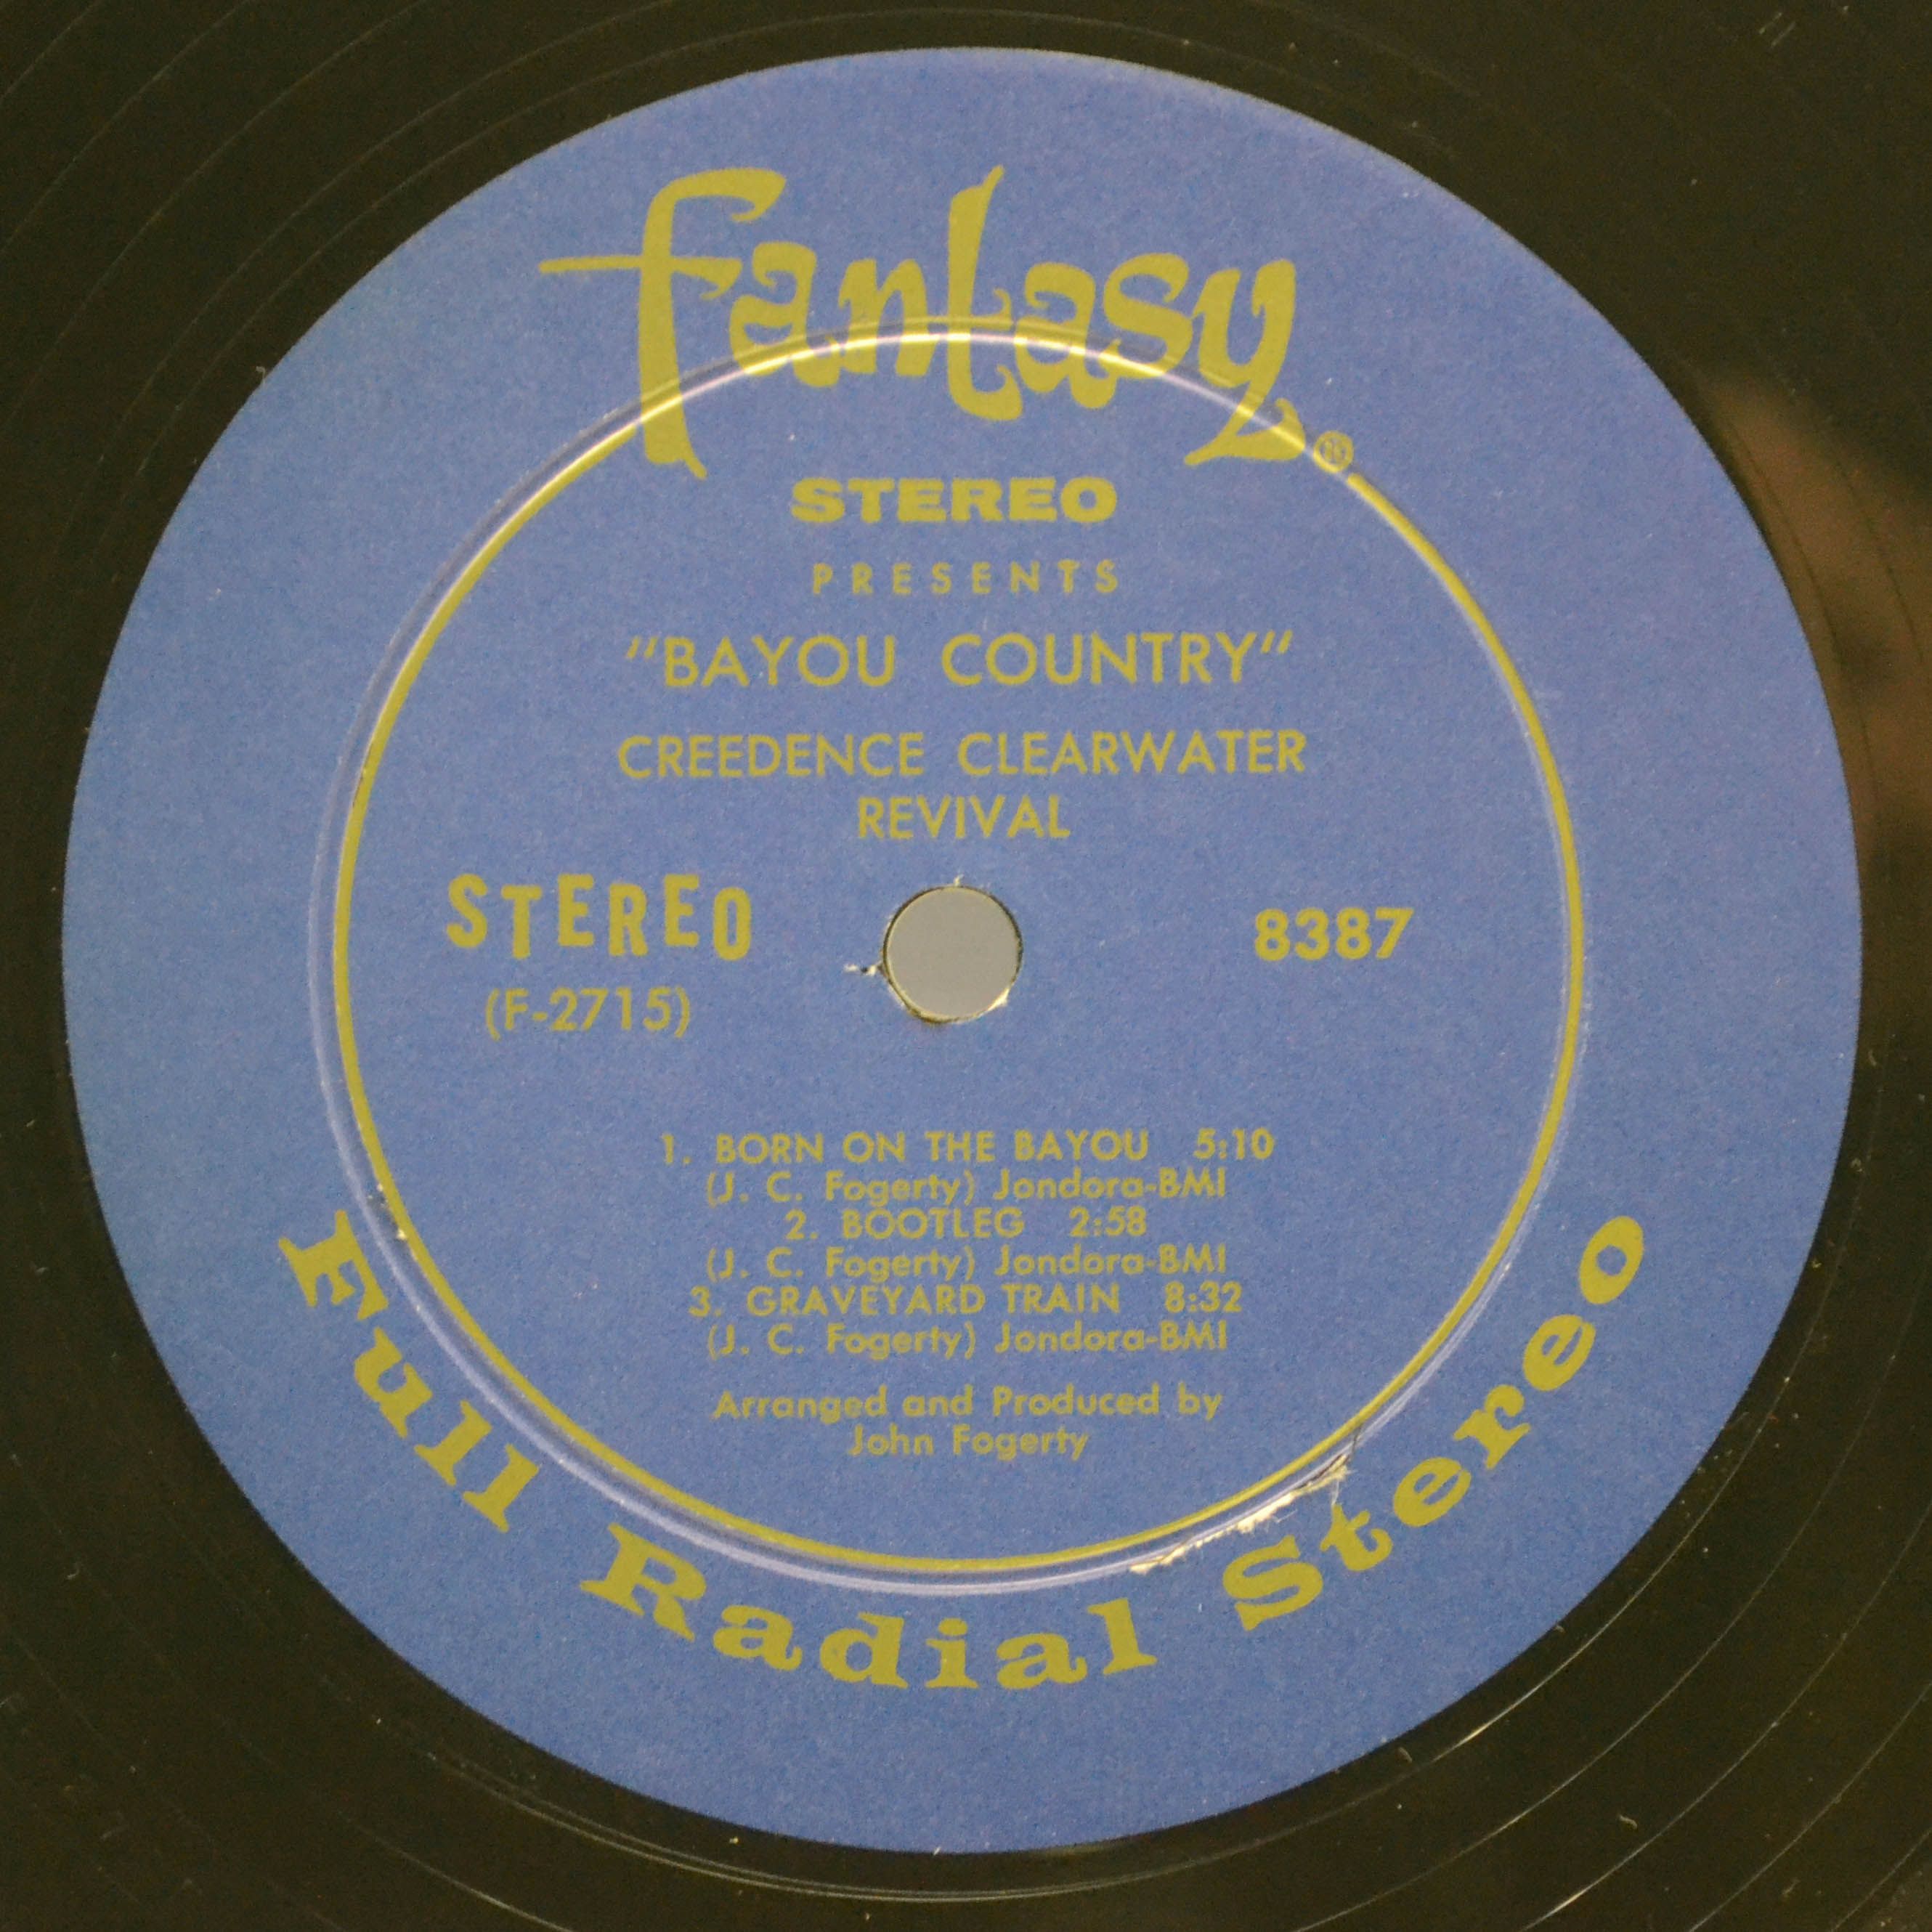 Fantasy®
STEREO
PRESENTS
"BAYOU COUNTRY"
CREEDENCE CLEARWATER
REVIVAL
STEREO 8387
(F-2715)
1. BORN ON THE BAYOU 5:10
(J. C. Fogerty) Jondora-BMI
2. BOOTLEG 2:58
(J. C. Fogerty) Jondora-BMI
3. GRAVEYARD TRAIN 8:32
(J. C. Fogerty) Jondora-BMI
Arranged and Produced by
John Fogerty
Full Radial Stereo